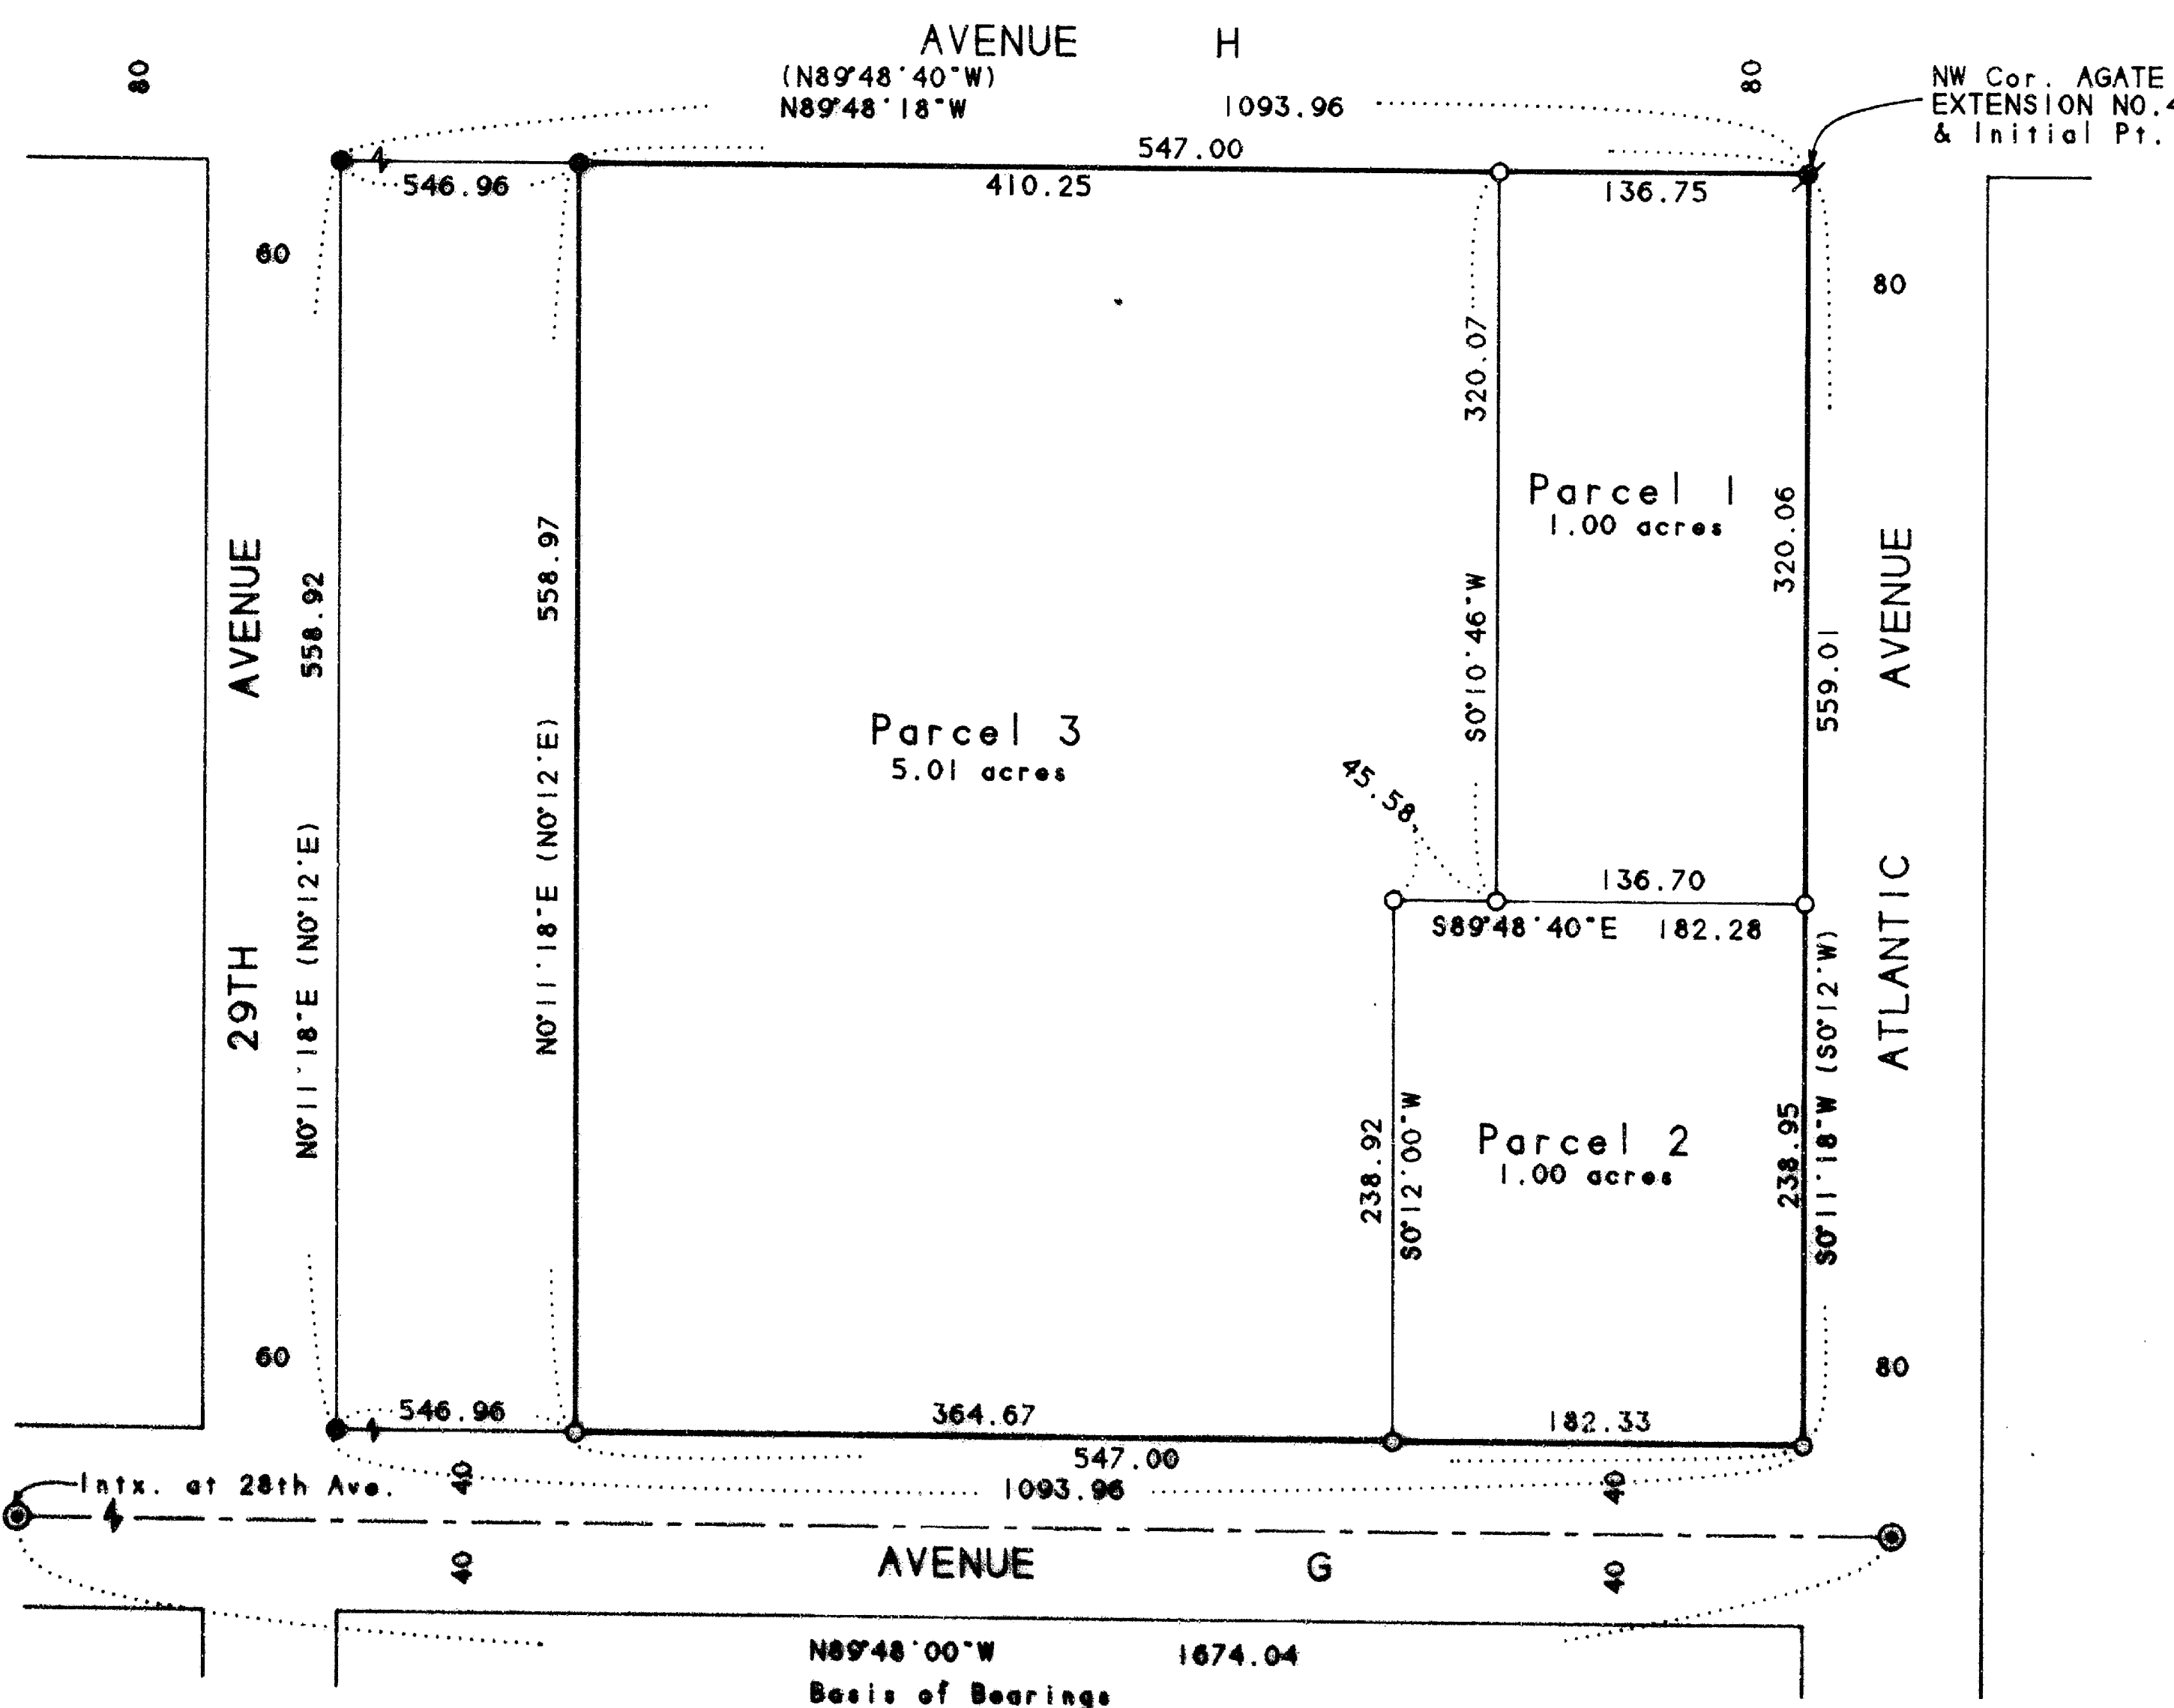 AVENUE H
(N89°48'40"W)
N89°48'18"W 1093.96
80
80
NW Cor. AGATE
EXTENSION NO.4
& Initial Pt.
547.00
546.96
410.25
136.75
60
80
320.07
S0°10'46"W
Parcel 1
1.00 acres
320.06
559.01
AVENUE
ATLANTIC
29TH AVENUE
558.92
N0°11'18"E (N0°12'E)
558.97
N0°11'18"E (N0°12'E)
Parcel 3
5.01 acres
45.58
136.70
S89°48'40"E 182.28
238.92
S0°12'00"W
Parcel 2
1.00 acres
238.95
S0°11'18"W (S0°12'W)
60
80
546.96
364.67
182.33
547.00
1093.96
40
40
Intx. at 28th Ave.
AVENUE G
40
40
N89°48'00"W 1674.04
Basis of Bearings